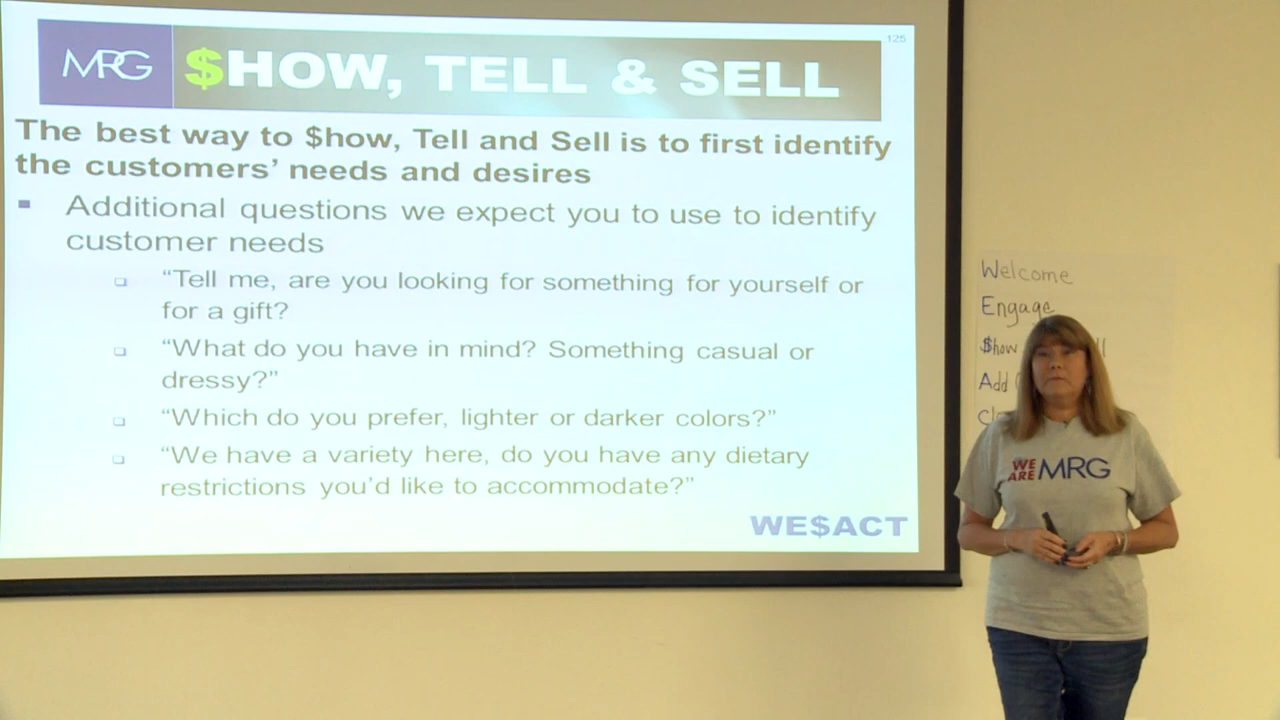 MRG
$HOW, TELL & SELL
125
The best way to $how, Tell and Sell is to first identify
the customers' needs and desires
Additional questions we expect you to use to identify
customer needs
"Tell me, are you looking for something for yourself or
for a gift?
"What do you have in mind? Something casual or
dressy?"
"Which do you prefer, lighter or darker colors?"
"We have a variety here, do you have any dietary
restrictions you'd like to accommodate?"
WE$ACT
Welcome
Engage
$how
Add
WE
ARE MRG